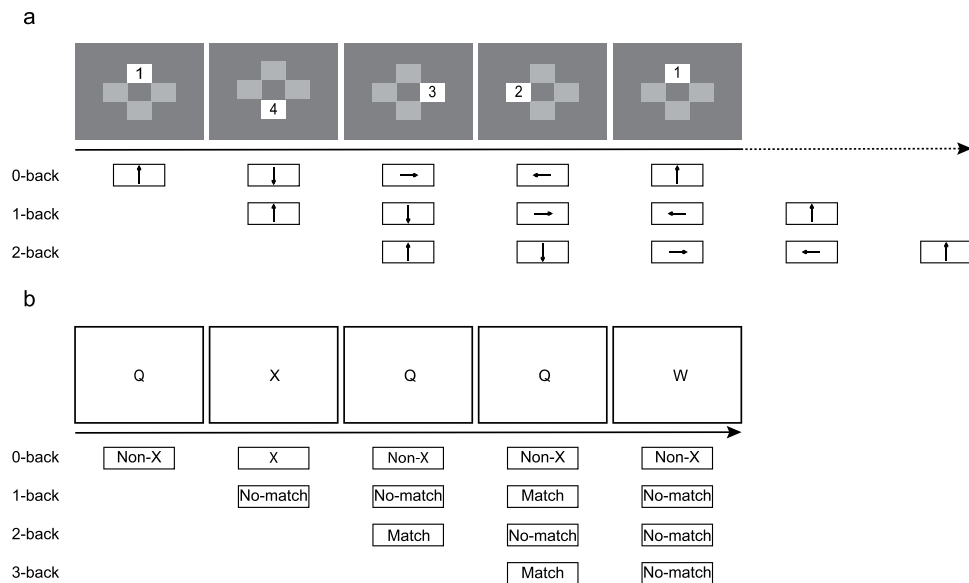 a
1 4 3 2 1
0-back
1-back
2-back
b
Q X Q Q W
0-back Non-X X Non-X Non-X Non-X
1-back No-match No-match Match No-match
2-back Match No-match No-match
3-back Match No-match